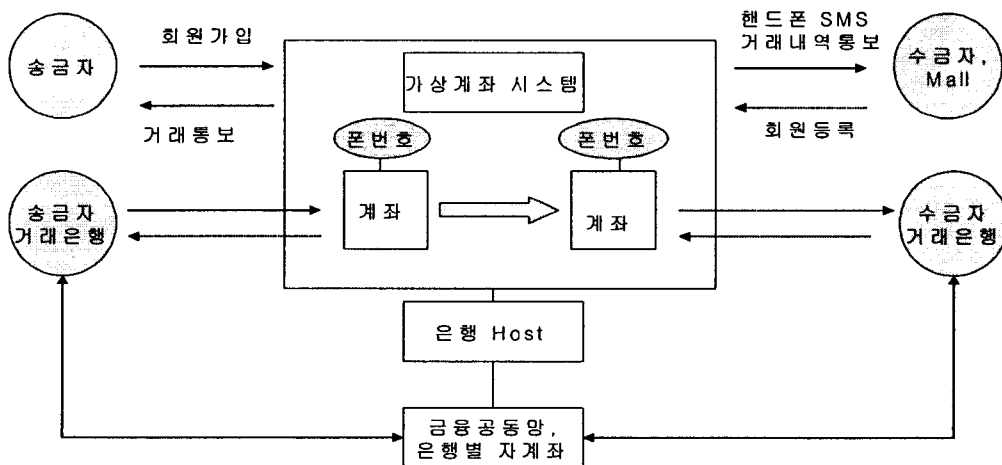 회원가입
핸드폰 SMS
거래내역통보
송금자
수금자,
Mall
가상계좌 시스템
거래통보
회원등록
폰번호
폰번호
송금자
거래은행
계좌
계좌
수금자
거래은행
은행 Host
금융공동망,
은행별 자계좌